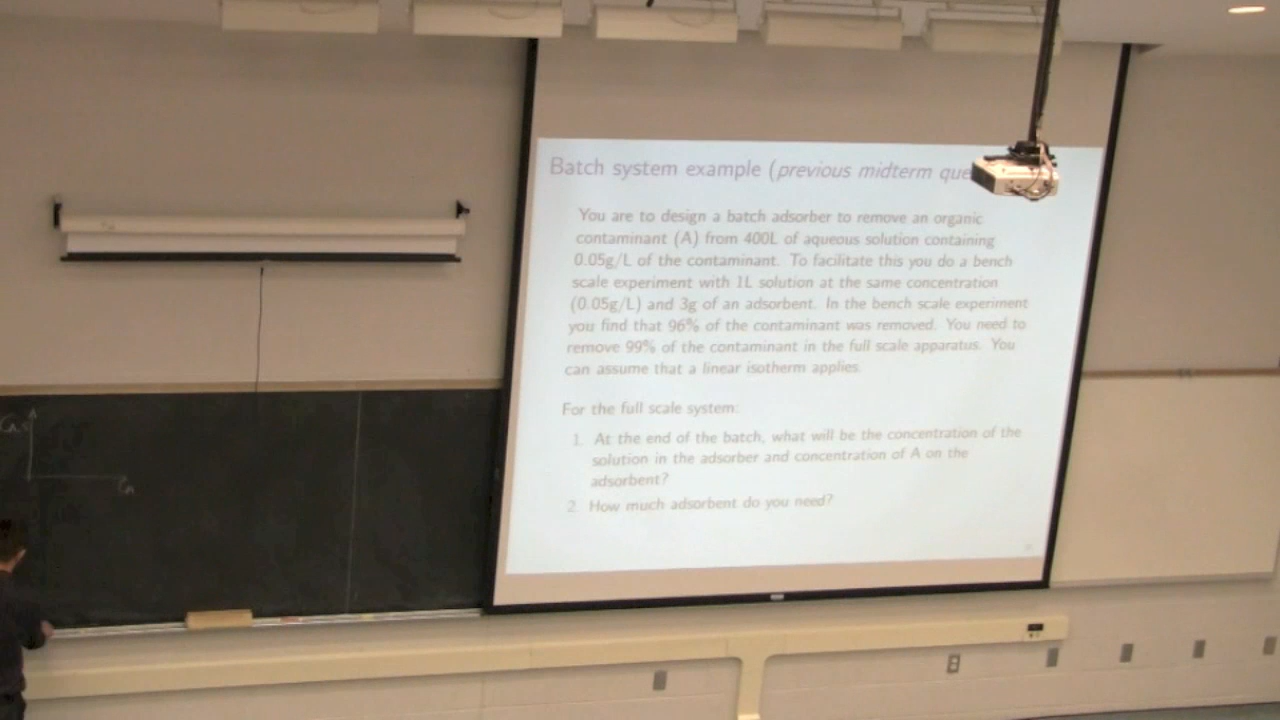 Batch system example (previous midterm que
You are to design a batch adsorber to remove an organic
contaminant (A) from 400L of aqueous solution containing
0.05g/L of the contaminant. To facilitate this you do a bench
scale experiment with 1L solution at the same concentration
(0.05g/L) and 3g of an adsorbent. In the bench scale experiment
you find that 96% of the contaminant was removed. You need to
remove 99% of the contaminant in the full scale apparatus. You
can assume that a linear isotherm applies.
For the full scale system:
1. At the end of the batch, what will be the concentration of the
solution in the adsorber and concentration of A on the
adsorbent?
2. How much adsorbent do you need?